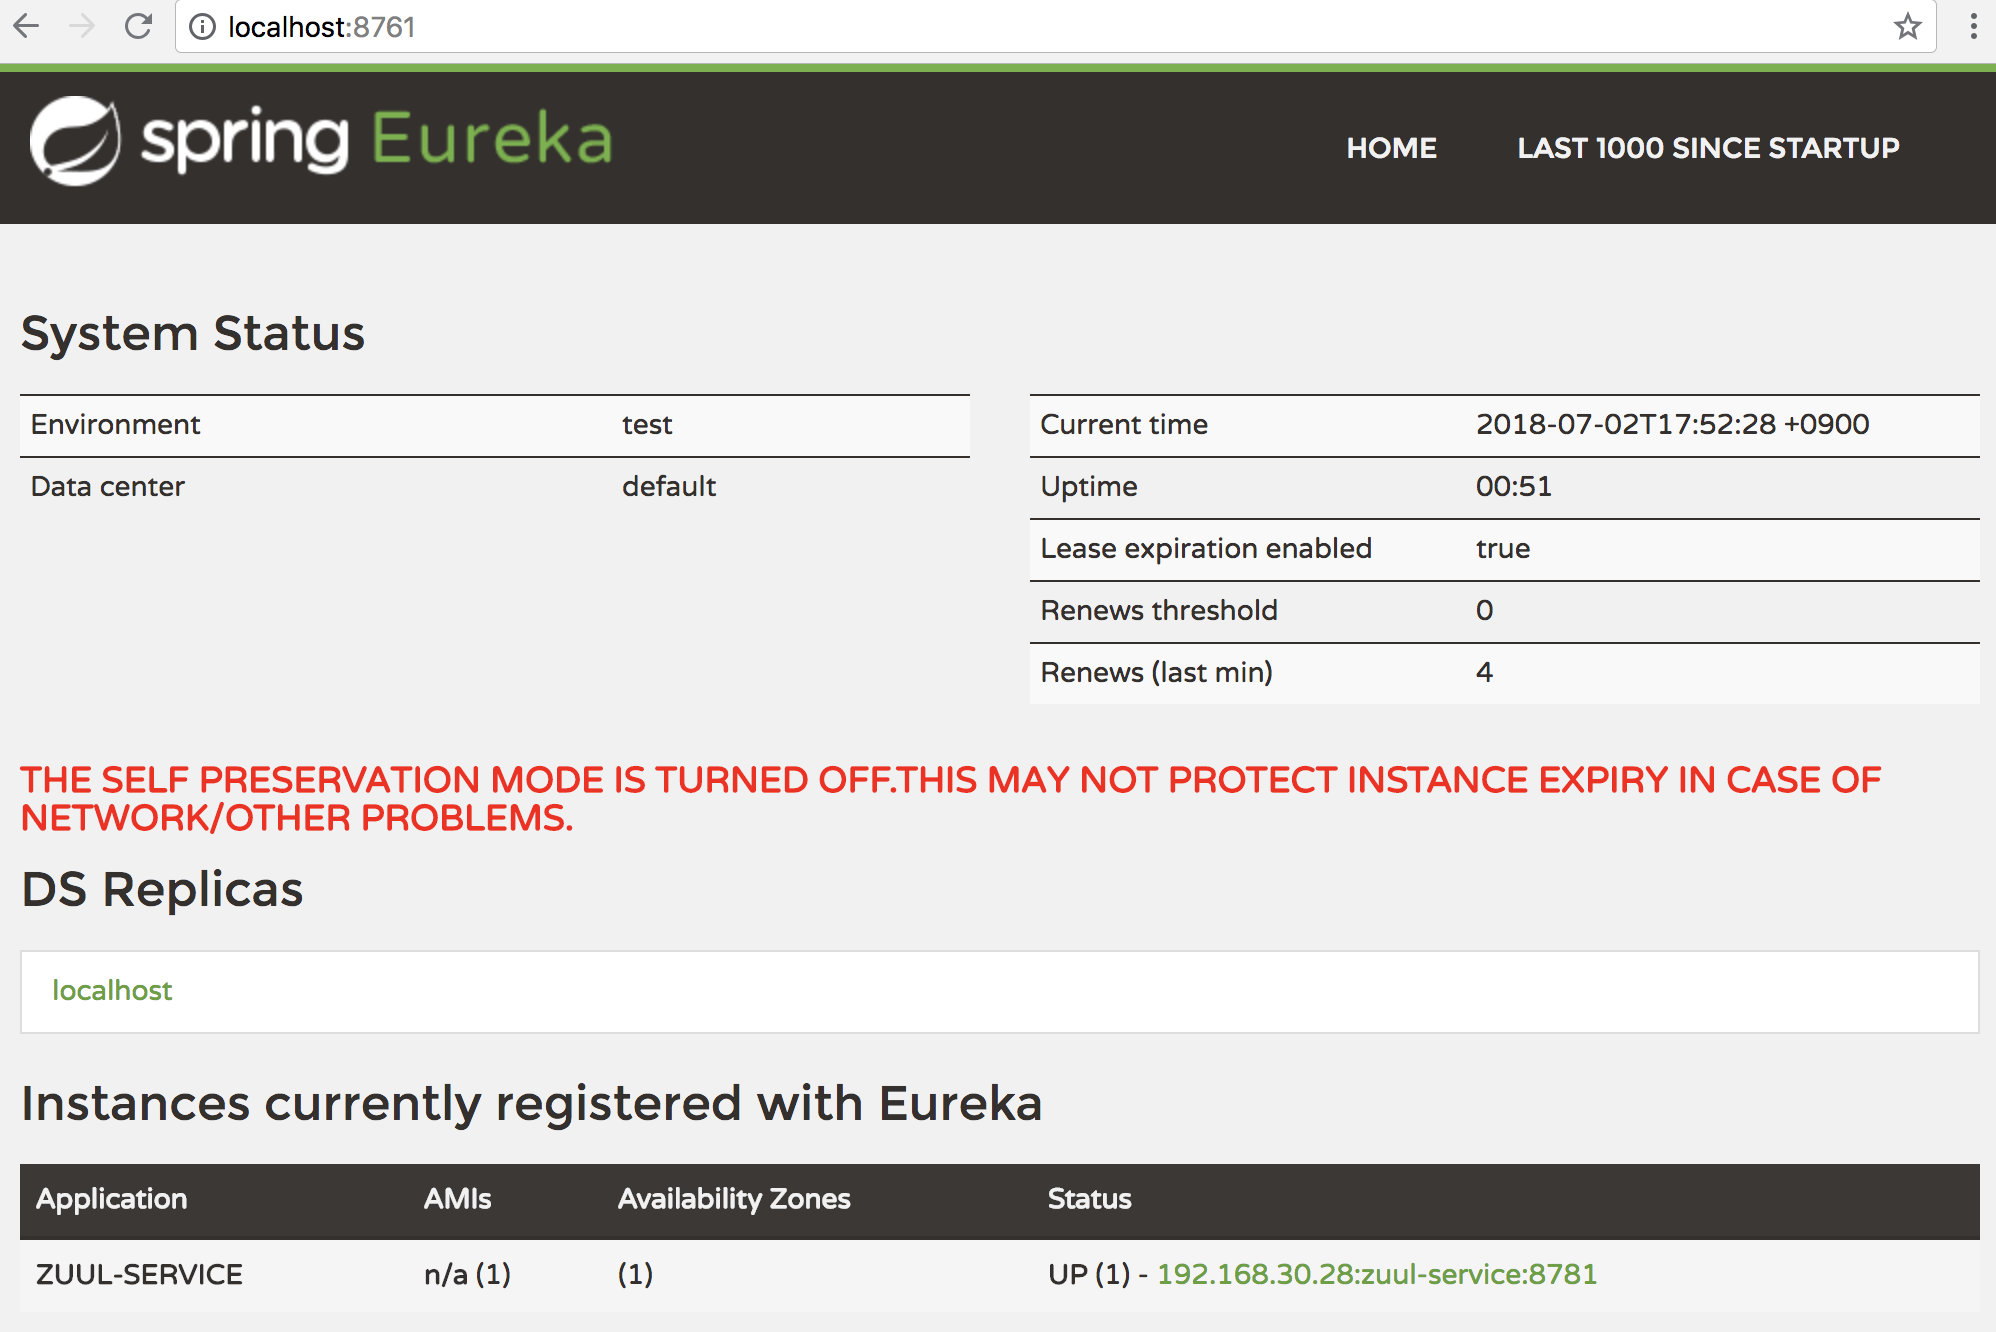 localhost:8761
spring Eureka
HOME LAST 1000 SINCE STARTUP
System Status
Environment test
Data center default
Current time 2018-07-02T17:52:28 +0900
Uptime 00:51
Lease expiration enabled true
Renews threshold 0
Renews (last min) 4
THE SELF PRESERVATION MODE IS TURNED OFF.THIS MAY NOT PROTECT INSTANCE EXPIRY IN CASE OF
NETWORK/OTHER PROBLEMS.
DS Replicas
localhost
Instances currently registered with Eureka
Application AMIs Availability Zones Status
ZUUL-SERVICE n/a (1) (1) UP (1) - 192.168.30.28:zuul-service:8781